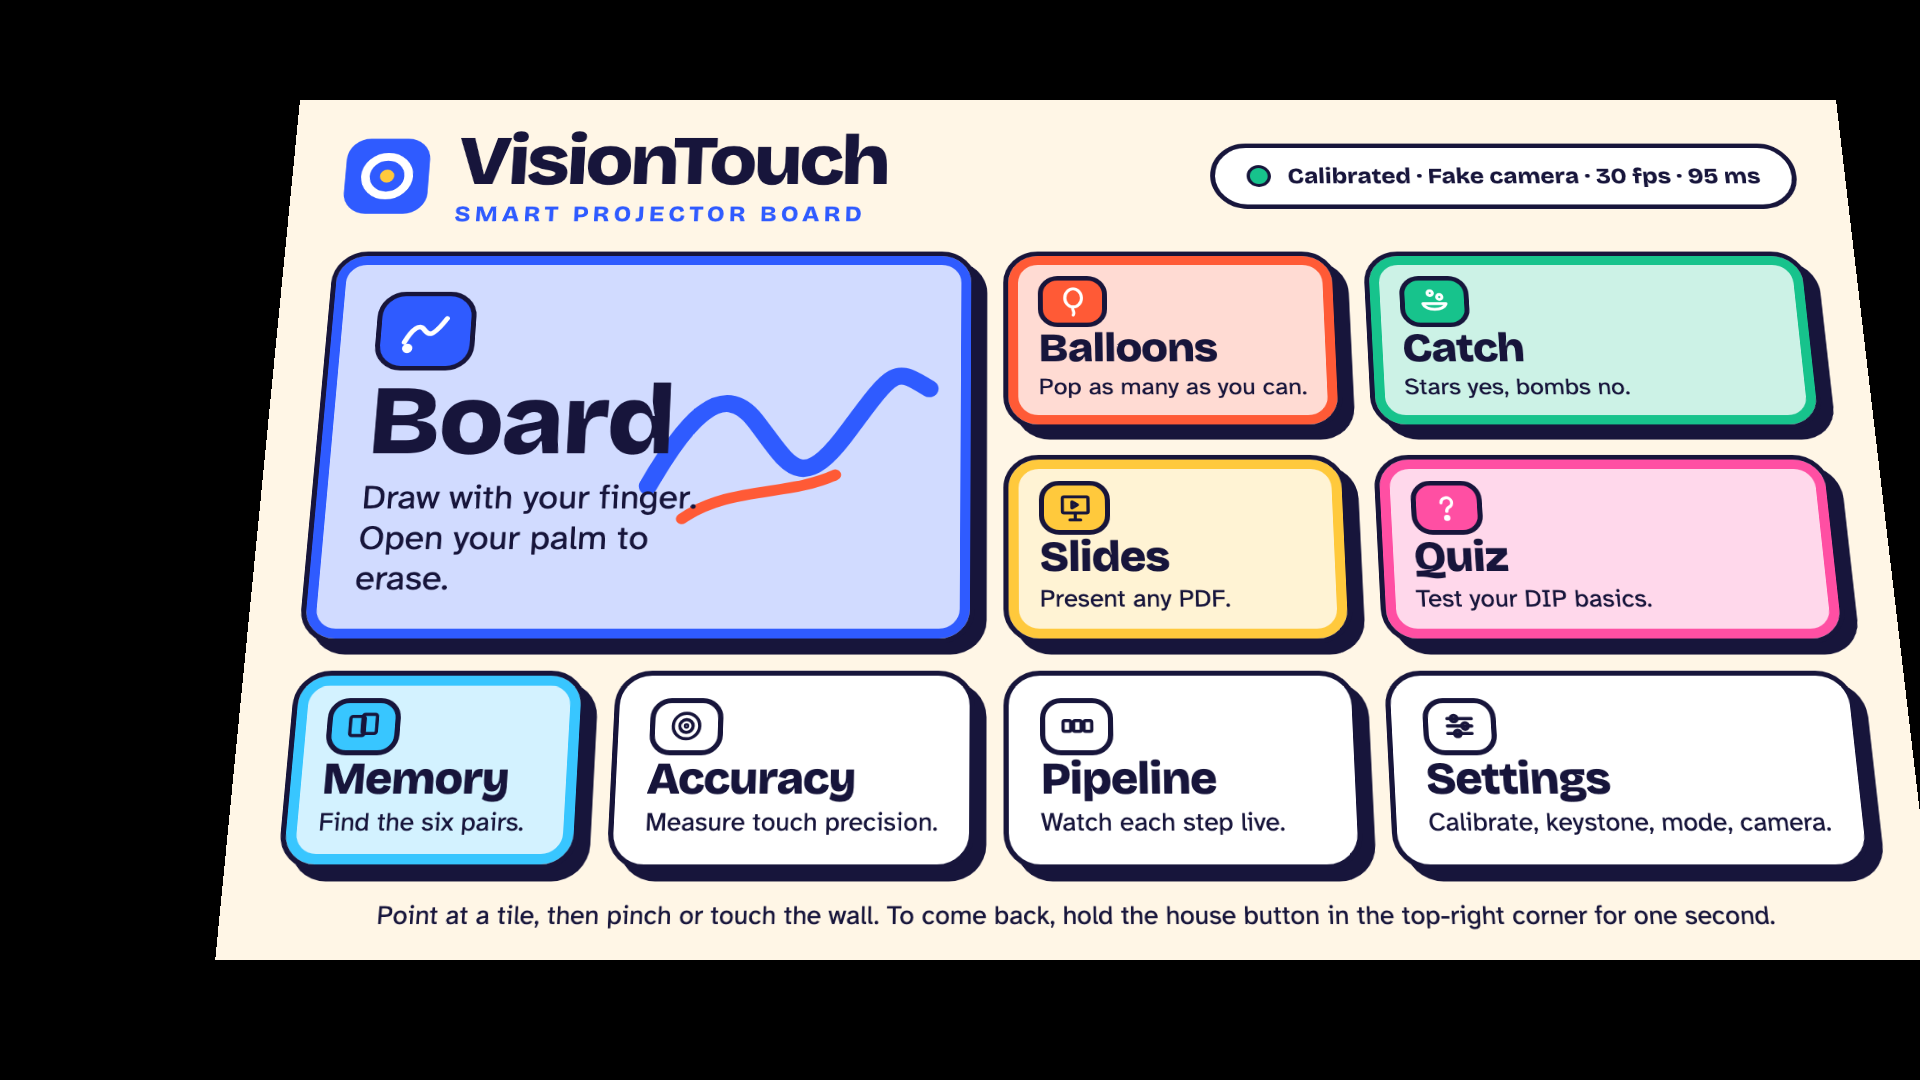 VisionTouch
SMART PROJECTOR BOARD
Calibrated · Fake camera · 30 fps · 95 ms
Board
Draw with your finger.
Open your palm to
erase.
Balloons
Pop as many as you can.
Catch
Stars yes, bombs no.
Slides
Present any PDF.
Quiz
Test your DIP basics.
Memory
Find the six pairs.
Accuracy
Measure touch precision.
Pipeline
Watch each step live.
Settings
Calibrate, keystone, mode, camera.
Point at a tile, then pinch or touch the wall. To come back, hold the house button in the top-right corner for one second.